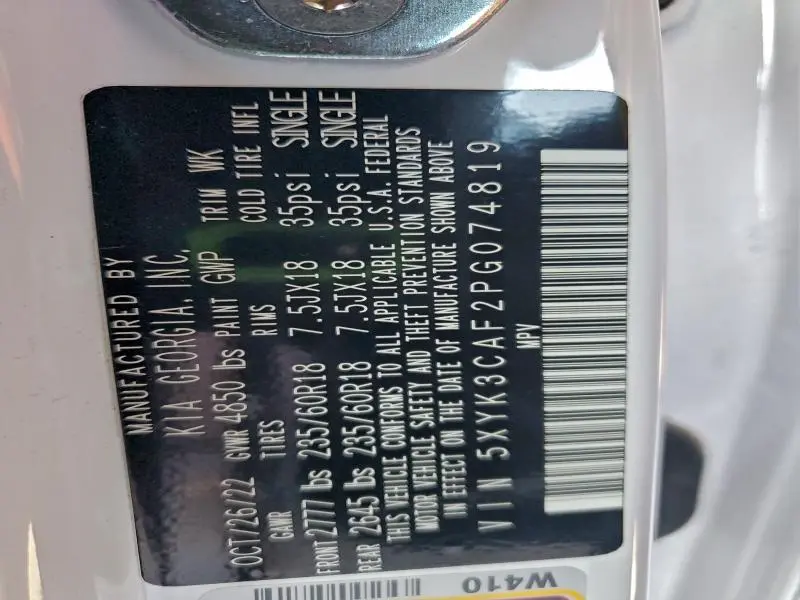 MANUFACTURED BY
KIA GEORGIA, INC.
OCT/26/22 GVWR 4850 lbs PAINT GWP TRIM WK
GAWR TIRES RIMS COLD TIRE INFL
FRONT 2777 lbs 235/60R18 7.5JX18 35psi SINGLE
REAR 2645 lbs 235/60R18 7.5JX18 35psi SINGLE
THIS VEHICLE CONFORMS TO ALL APPLICABLE U.S.A. FEDERAL
MOTOR VEHICLE SAFETY AND THEFT PREVENTION STANDARDS
IN EFFECT ON THE DATE OF MANUFACTURE SHOWN ABOVE
VIN 5XYK3CAF2PG074819
MPV
W410